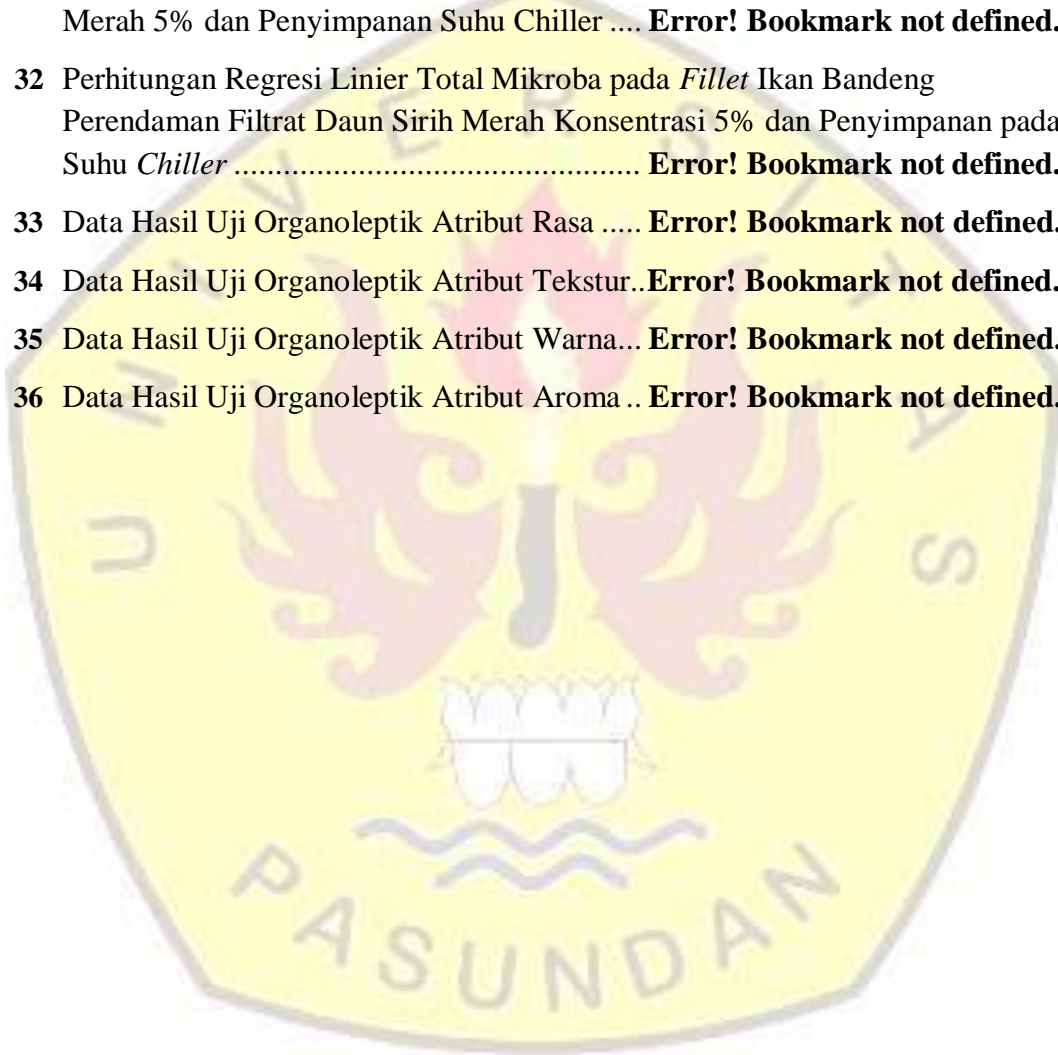 Merah 5% dan Penyimpanan Suhu Chiller .... Error! Bookmark not defined.
32 Perhitungan Regresi Linier Total Mikroba pada Fillet Ikan Bandeng
Perendaman Filtrat Daun Sirih Merah Konsentrasi 5% dan Penyimpanan pada
Suhu Chiller ............................................. Error! Bookmark not defined.
33 Data Hasil Uji Organoleptik Atribut Rasa ..... Error! Bookmark not defined.
34 Data Hasil Uji Organoleptik Atribut Tekstur..Error! Bookmark not defined.
35 Data Hasil Uji Organoleptik Atribut Warna... Error! Bookmark not defined.
36 Data Hasil Uji Organoleptik Atribut Aroma .. Error! Bookmark not defined.
UNIVERSITAS
PASUNDAN